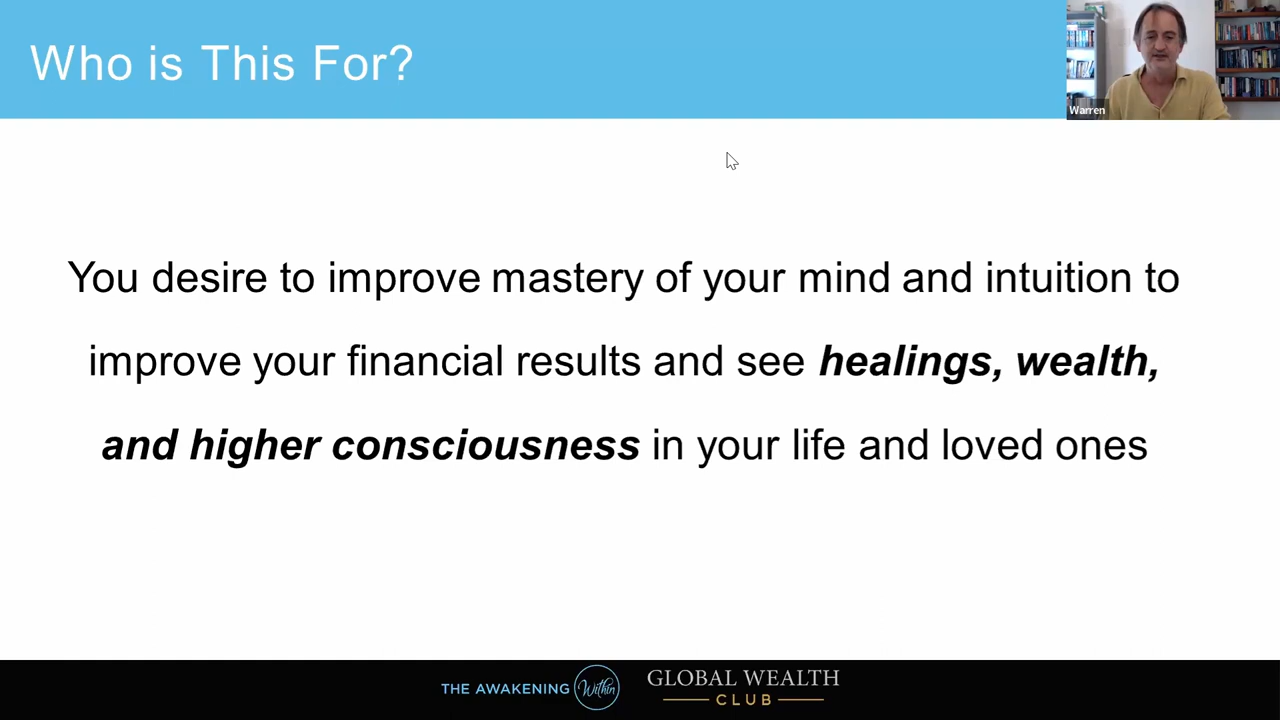 Who is This For?
Warren
You desire to improve mastery of your mind and intuition to
improve your financial results and see healings, wealth,
and higher consciousness in your life and loved ones
THE AWAKENING Within
GLOBAL WEALTH
CLUB